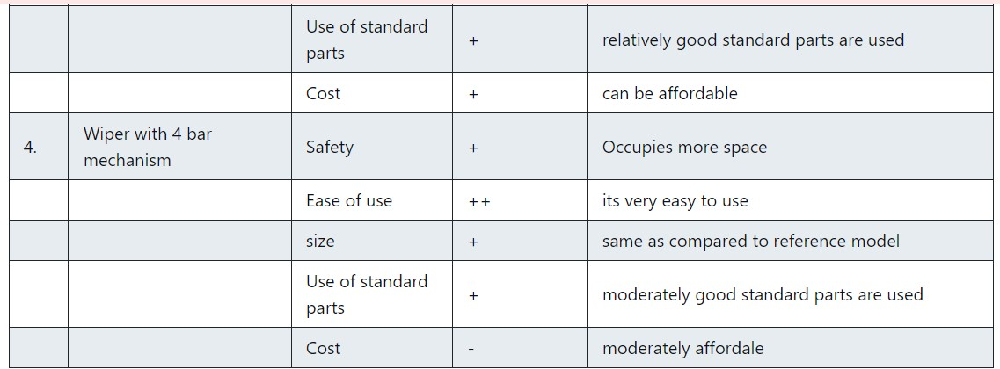 Use of standard
parts
+
relatively good standard parts are used
Cost
+
can be affordable
4.
Wiper with 4 bar
mechanism
Safety
+
Occupies more space
Ease of use
++
its very easy to use
size
+
same as compared to reference model
Use of standard
parts
+
moderately good standard parts are used
Cost
-
moderately affordale